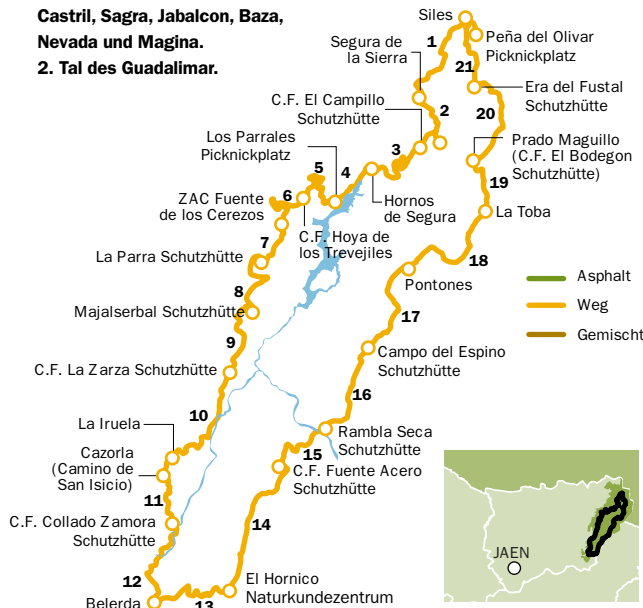 Castril, Sagra, Jabalcon, Baza,
Nevada und Magina.
2. Tal des Guadalimar.
Siles
Peña del Olivar
Picknickplatz
1
Segura de
la Sierra
21
Era del Fustal
Schutzhütte
C.F. El Campillo
Schutzhütte
2
20
Los Parrales
Picknickplatz
Prado Maguillo
(C.F. El Bodegon
Schutzhütte)
3
4
5
19
Hornos
de Segura
6
ZAC Fuente
de los Cerezos
La Toba
C.F. Hoya de
los Trevejiles
7
La Parra Schutzhütte
18
Pontones
Asphalt
Weg
Gemischt
8
Majalserbal Schutzhütte
17
9
Campo del Espino
Schutzhütte
C.F. La Zarza Schutzhütte
16
10
La Iruela
Rambla Seca
Schutzhütte
Cazorla
(Camino de
San Isicio)
15
C.F. Fuente Acero
Schutzhütte
11
C.F. Collado Zamora
Schutzhütte
14
JAEN
12
El Hornico
Naturkundezentrum
13
Belerda